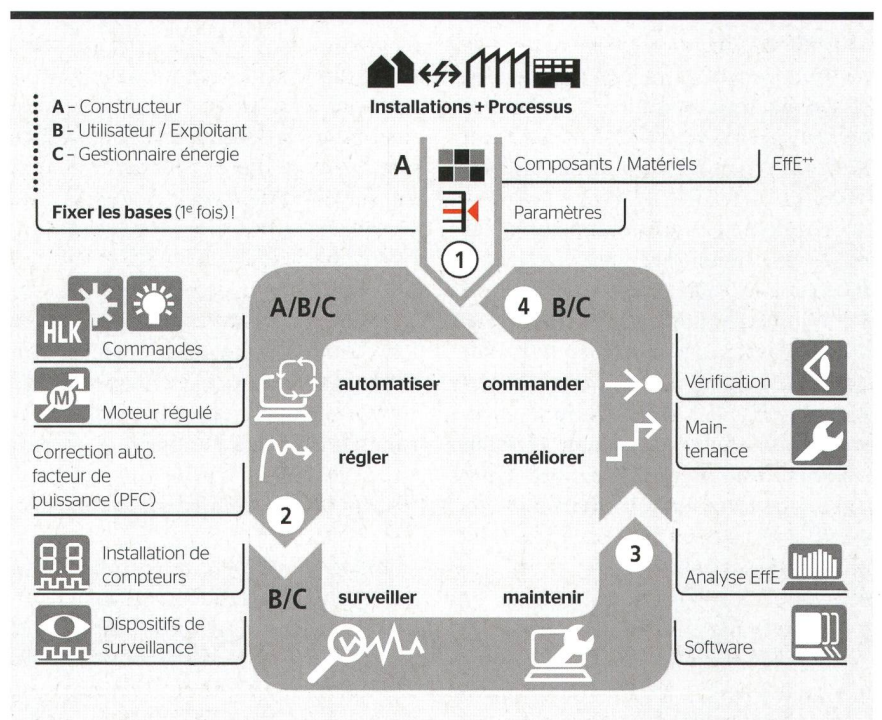 Installations + Processus
A – Constructeur
B – Utilisateur / Exploitant
C – Gestionnaire énergie
Fixer les bases (1e fois) !
A
Composants / Matériels
EffE++
Paramètres
1
A/B/C
4
B/C
HLK
Commandes
M
Moteur régulé
Correction auto.
facteur de
puissance (PFC)
8.8
Installation de
compteurs
Dispositifs de
surveillance
automatiser
commander
régler
améliorer
2
3
B/C
surveiller
maintenir
Vérification
Main-
tenance
Analyse EffE
Software